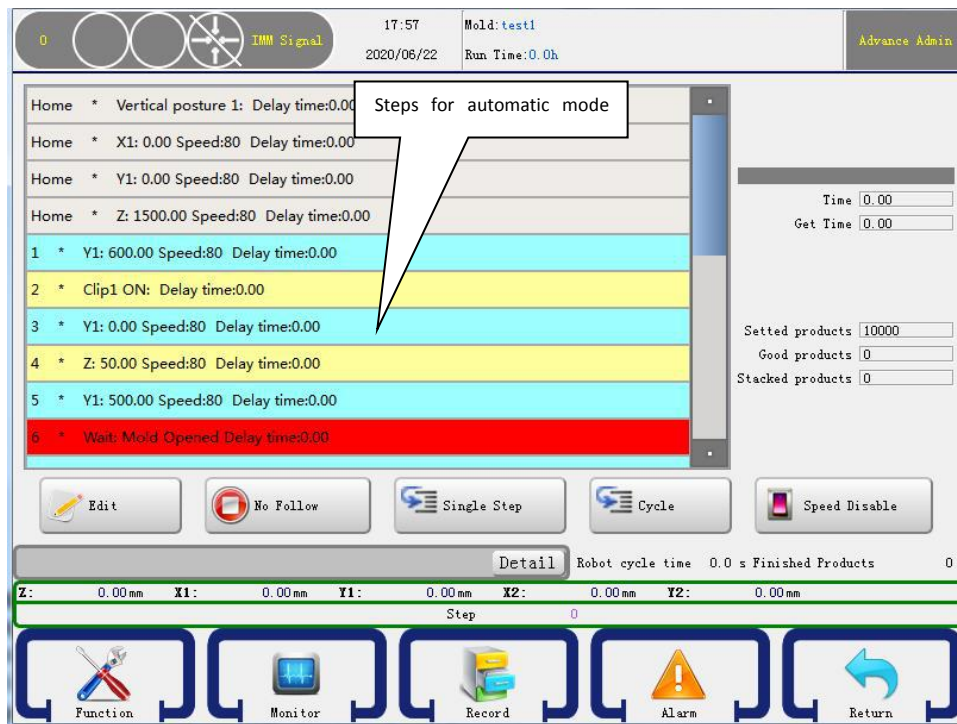 0 IMM Signal 17:57 Mold:test1 Advance Admin
2020/06/22 Run Time:0.0h
Steps for automatic mode
Home * Vertical posture 1: Delay time:0.00
Home * X1: 0.00 Speed:80 Delay time:0.00
Home * Y1: 0.00 Speed:80 Delay time:0.00
Home * Z: 1500.00 Speed:80 Delay time:0.00
1 * Y1: 600.00 Speed:80 Delay time:0.00
2 * Clip1 ON: Delay time:0.00
3 * Y1: 0.00 Speed:80 Delay time:0.00
4 * Z: 50.00 Speed:80 Delay time:0.00
5 * Y1: 500.00 Speed:80 Delay time:0.00
6 * Wait: Mold Opened Delay time:0.00
Time 0.00
Get Time 0.00
Setted products 10000
Good products 0
Stacked products 0
Edit No Follow Single Step Cycle Speed Disable
Detail Robot cycle time 0.0 s Finished Products 0
Z: 0.00mm X1: 0.00mm Y1: 0.00mm X2: 0.00mm Y2: 0.00mm
Step 0
Function Monitor Record Alarm Return